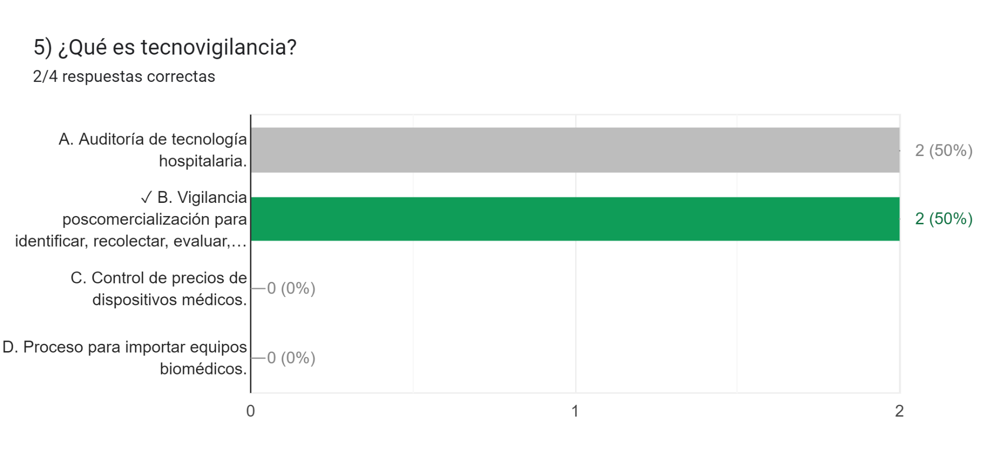 5) ¿Qué es tecnovigilancia?
2/4 respuestas correctas
A. Auditoría de tecnología
hospitalaria.
2 (50%)
✓ B. Vigilancia
poscomercialización para
identificar, recolectar, evaluar,…
2 (50%)
C. Control de precios de
dispositivos médicos.
0 (0%)
D. Proceso para importar equipos
biomédicos.
0 (0%)
0
1
2